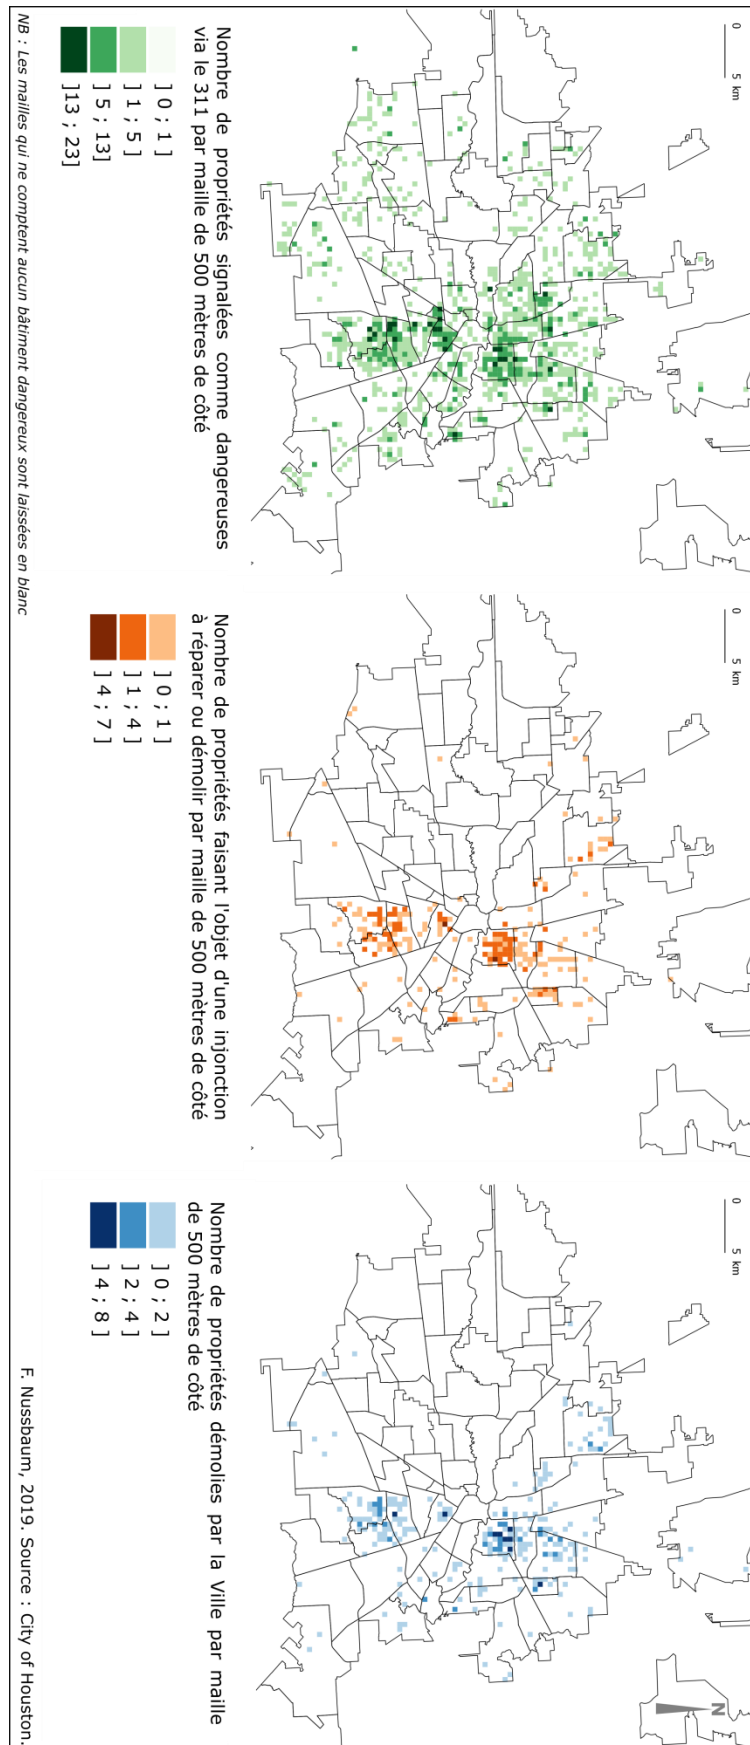 0 5 km
Nombre de propriétés signalées comme dangereuses
via le 311 par maille de 500 mètres de côté
] 0 ; 1 ]
] 1 ; 5 ]
] 5 ; 13]
]13 ; 23]
NB : Les mailles qui ne comptent aucun bâtiment dangereux sont laissées en blanc
0 5 km
Nombre de propriétés faisant l'objet d'une injonction
à réparer ou démolir par maille de 500 mètres de côté
] 0 ; 1 ]
] 1 ; 4 ]
] 4 ; 7 ]
0 5 km
N
Nombre de propriétés démolies par la Ville par maille
de 500 mètres de côté
] 0 ; 2 ]
] 2 ; 4 ]
] 4 ; 8 ]
F. Nussbaum, 2019. Source : City of Houston.